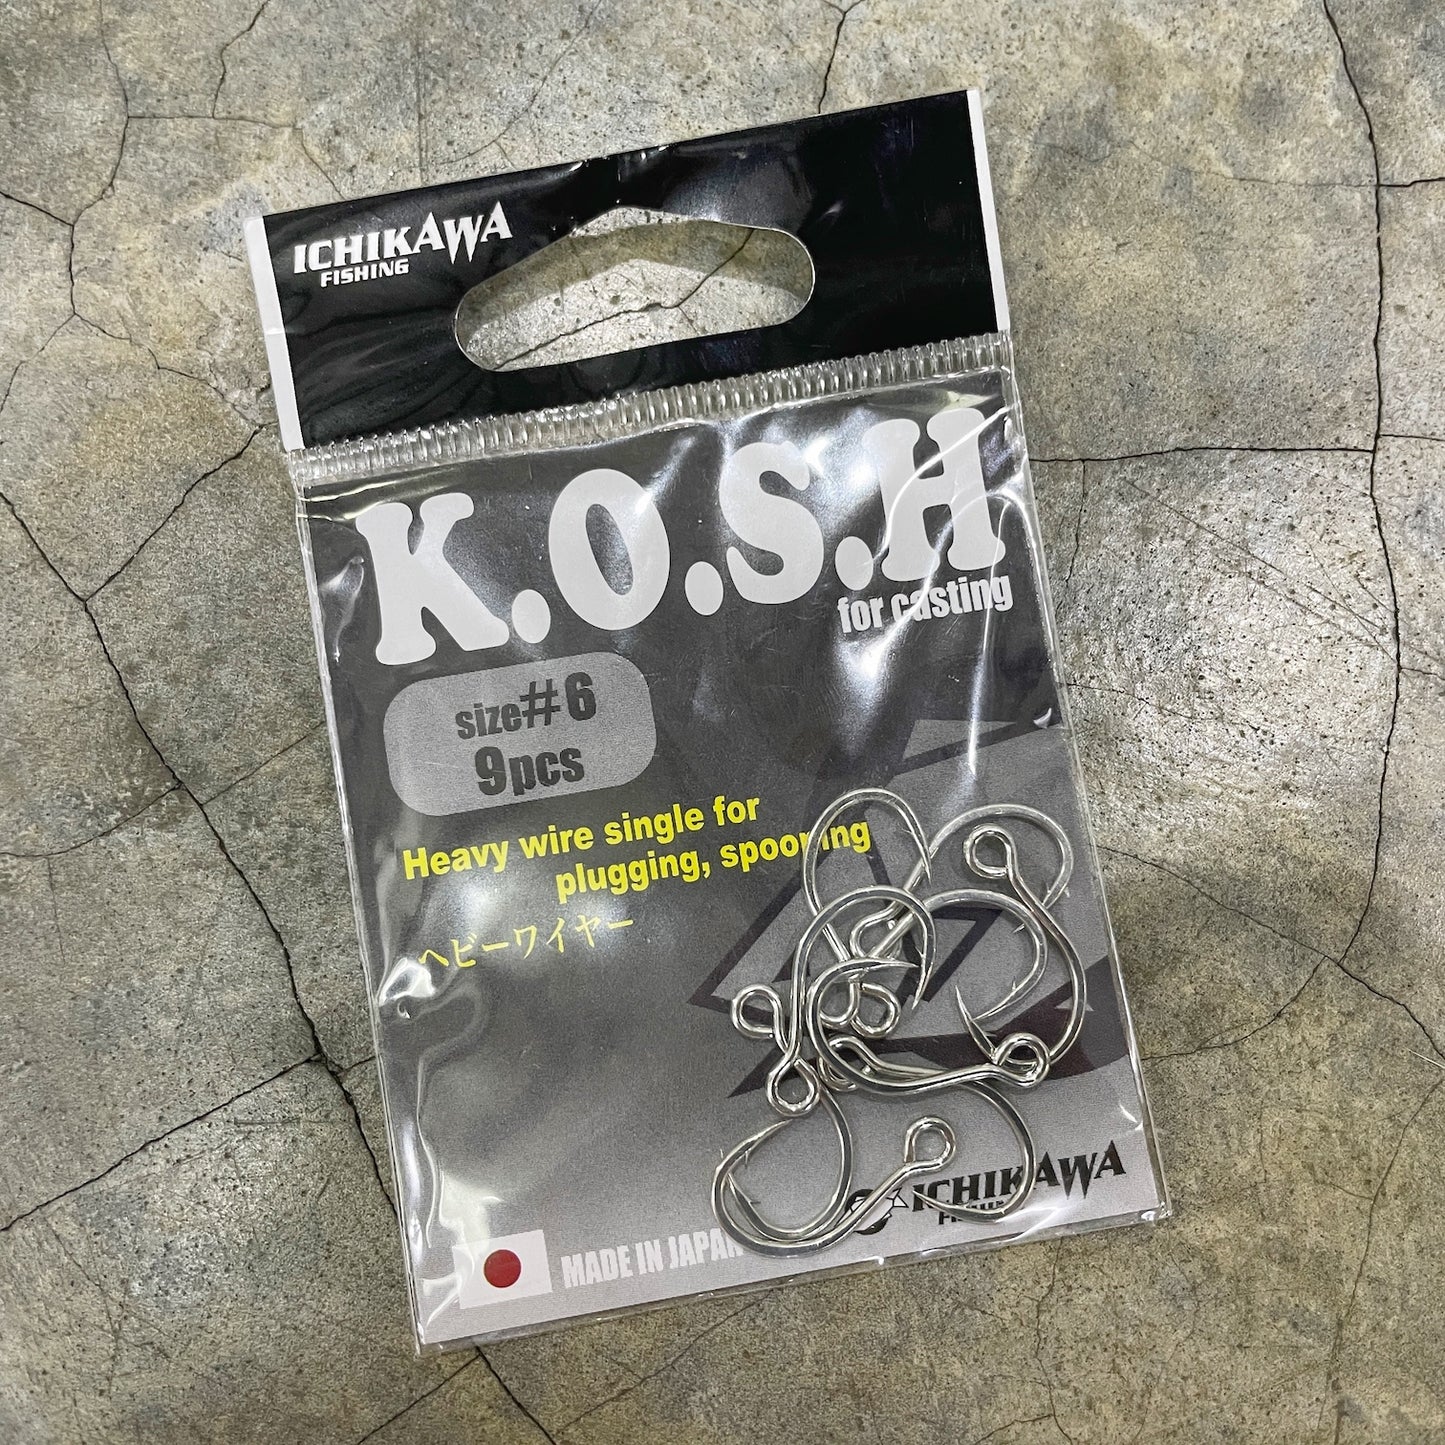 ICHIKAWA
FISHING
K.O.S.H
for casting
size#6
9pcs
Heavy wire single for
plugging, spooning
ヘビーワイヤー
ICHIKAWA
FISHING
MADE IN JAPAN